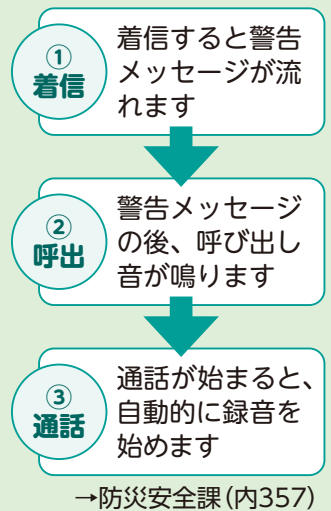 ①
着信
着信すると警告
メッセージが流
れます
②
呼出
警告メッセージ
の後、呼び出し
音が鳴ります
③
通話
通話が始まると、
自動的に録音を
始めます
→防災安全課(内357)